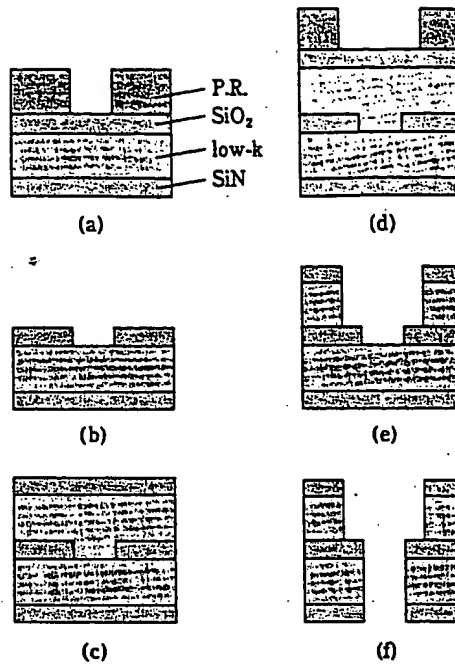 P.R.
SiO₂
low-k
SiN
(a)
(d)
(b)
(e)
(c)
(f)